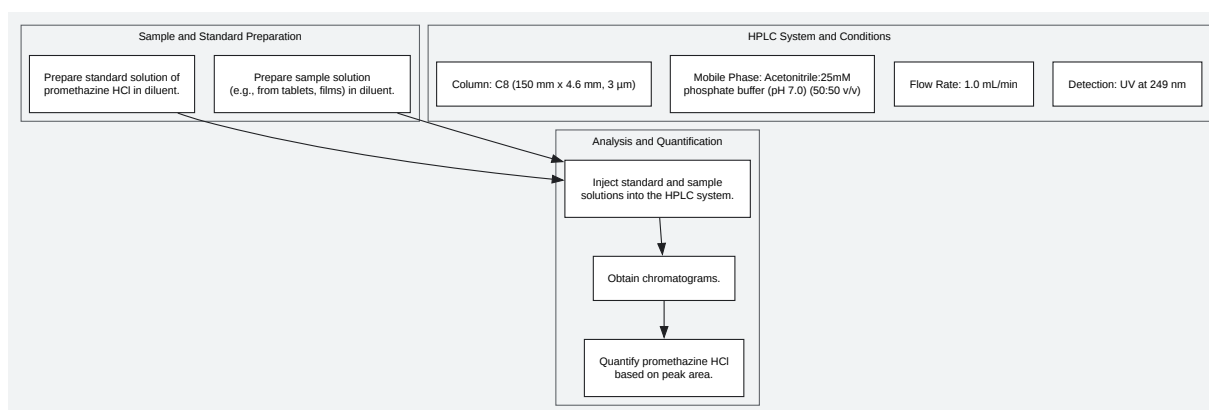 Sample and Standard Preparation
Prepare standard solution of
promethazine HCl in diluent.
Prepare sample solution
(e.g., from tablets, films) in diluent.
HPLC System and Conditions
Column: C8 (150 mm x 4.6 mm, 3 µm)
Mobile Phase: Acetonitrile:25mM
phosphate buffer (pH 7.0) (50:50 v/v)
Flow Rate: 1.0 mL/min
Detection: UV at 249 nm
Analysis and Quantification
Inject standard and sample
solutions into the HPLC system.
Obtain chromatograms.
Quantify promethazine HCl
based on peak area.